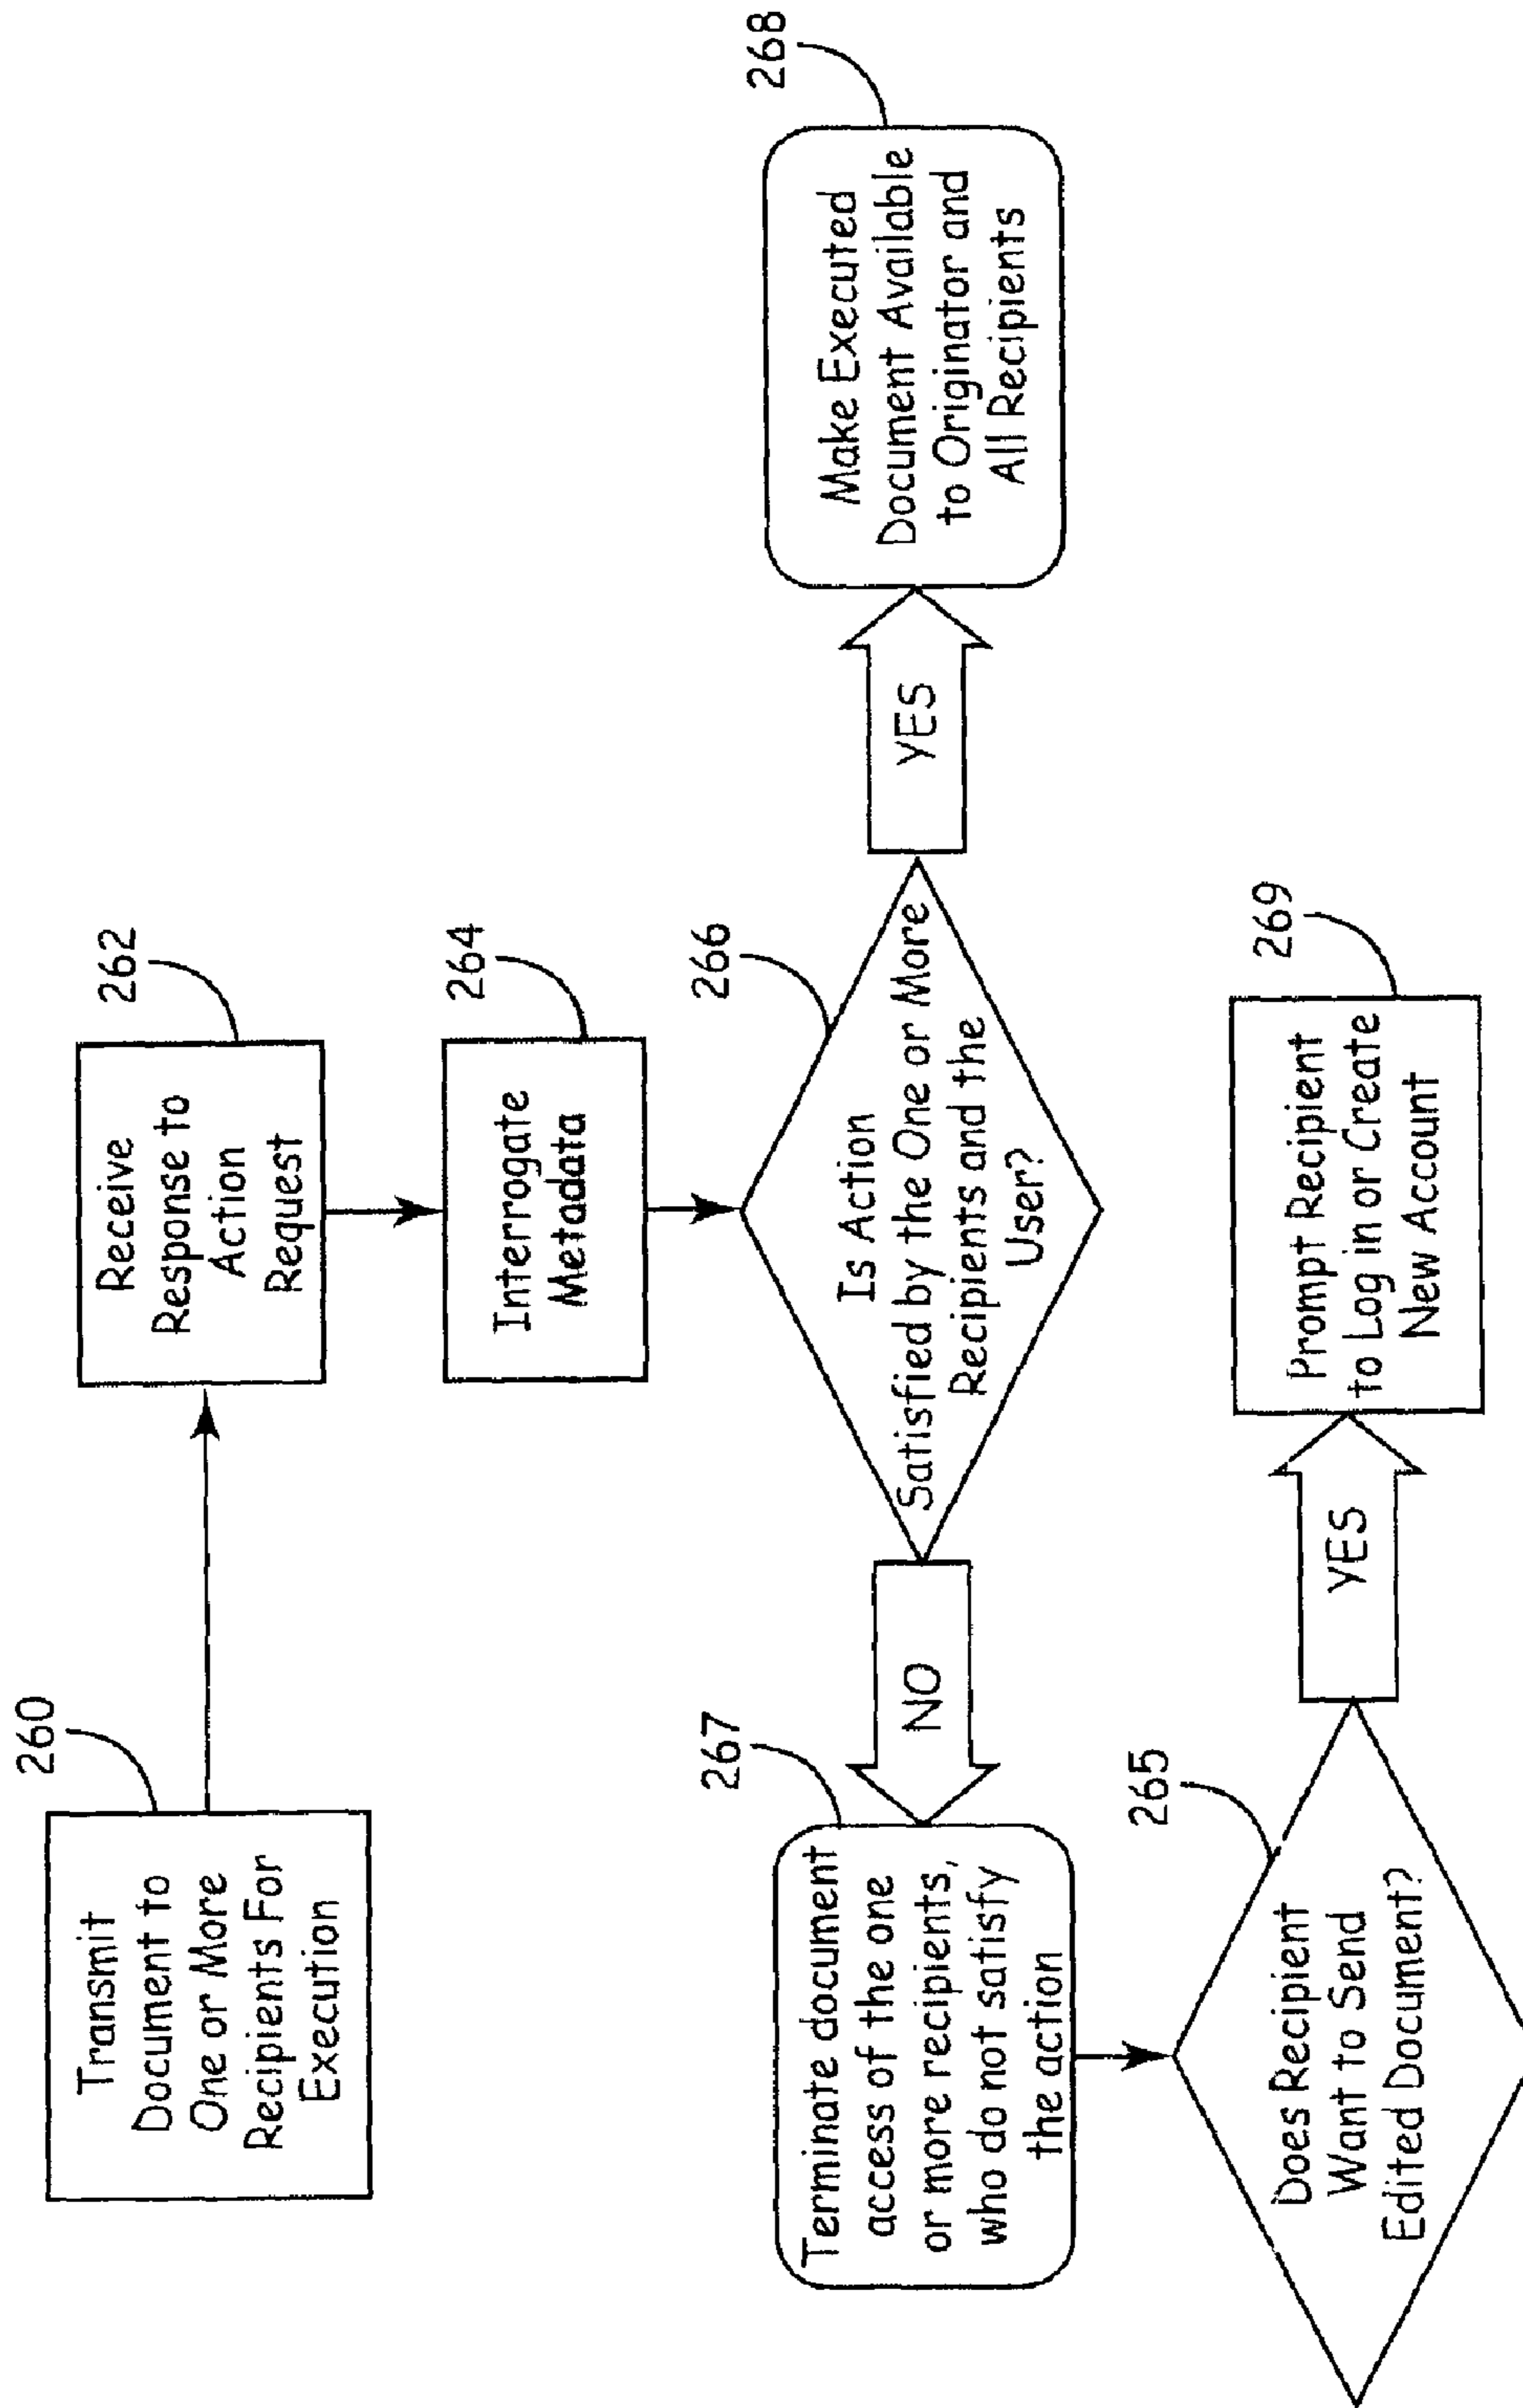 260
Transmit
Document to
One or More
Recipients For
Execution
262
Receive
Response to
Action
Request
264
Interrogate
Metadata
266
Is Action
Satisfied by the One or More
Recipients and the
User?
YES
268
Make Executed
Document Available
to Originator and
All Recipients
NO
267
Terminate document
access of the one
or more recipients,
who do not satisfy
the action
265
Does Recipient
Want to Send
Edited Document?
YES
269
Prompt Recipient
to Log in or Create
New Account